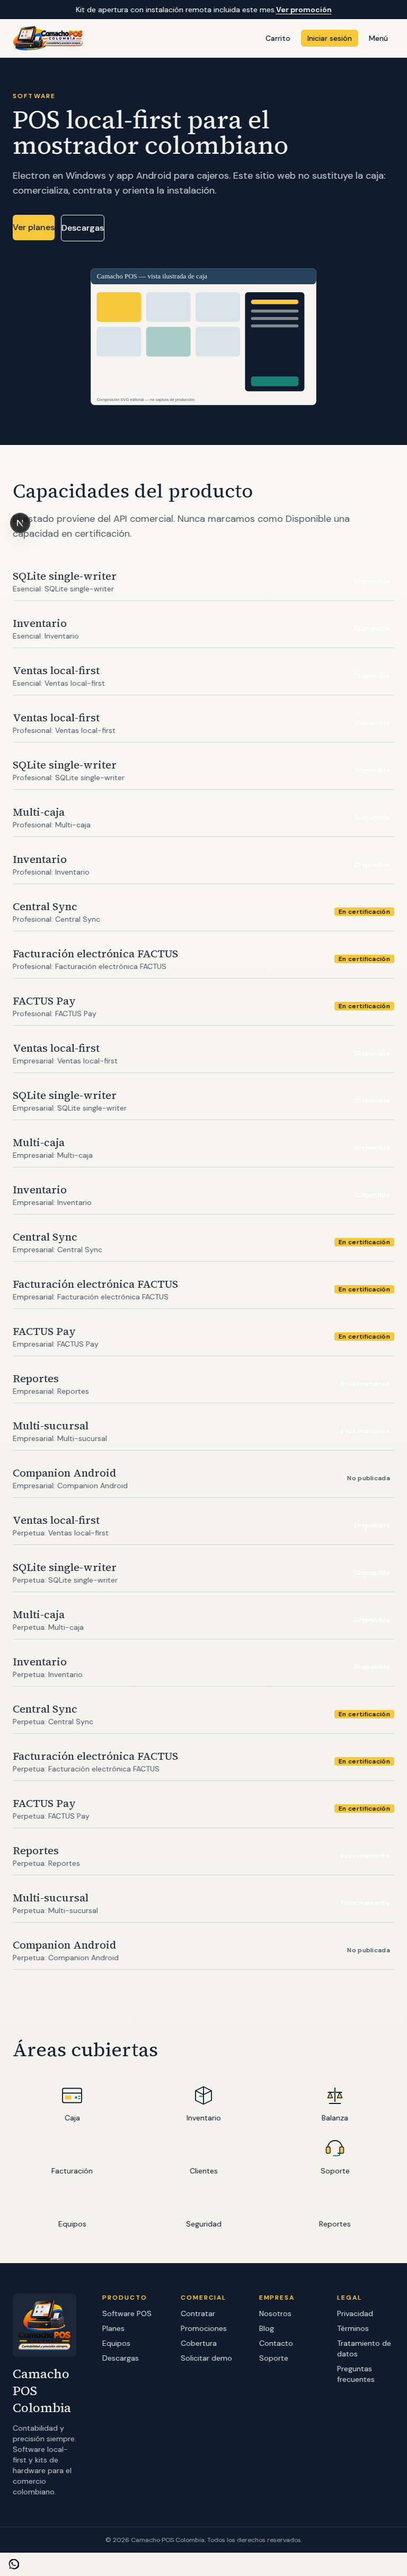 Kit de apertura con instalación remota incluida este mes. Ver promoción
Camacho POS
COLOMBIA
Carrito
Iniciar sesión
Menú
SOFTWARE
POS local-first para el
mostrador colombiano
Electron en Windows y app Android para cajeros. Este sitio web no sustituye la caja:
comercializa, contrata y orienta la instalación.
Ver planes
Descargas
Camacho POS — vista ilustrada de caja
Composición SVG editorial — no captura de producción
Capacidades del producto
stado proviene del API comercial. Nunca marcamos como Disponible una
capacidad en certificación.
SQLite single-writer
Esencial: SQLite single-writer
Inventario
Esencial: Inventario
Ventas local-first
Esencial: Ventas local-first
Ventas local-first
Profesional: Ventas local-first
SQLite single-writer
Profesional: SQLite single-writer
Multi-caja
Profesional: Multi-caja
Inventario
Profesional: Inventario
Central Sync
En certificación
Profesional: Central Sync
Facturación electrónica FACTUS
En certificación
Profesional: Facturación electrónica FACTUS
FACTUS Pay
En certificación
Profesional: FACTUS Pay
Ventas local-first
Empresarial: Ventas local-first
SQLite single-writer
Empresarial: SQLite single-writer
Multi-caja
Empresarial: Multi-caja
Inventario
Empresarial: Inventario
Central Sync
En certificación
Empresarial: Central Sync
Facturación electrónica FACTUS
En certificación
Empresarial: Facturación electrónica FACTUS
FACTUS Pay
En certificación
Empresarial: FACTUS Pay
Reportes
Empresarial: Reportes
Multi-sucursal
Empresarial: Multi-sucursal
Companion Android
No publicada
Empresarial: Companion Android
Ventas local-first
Perpetua: Ventas local-first
SQLite single-writer
Perpetua: SQLite single-writer
Multi-caja
Perpetua: Multi-caja
Inventario
Perpetua: Inventario
Central Sync
En certificación
Perpetua: Central Sync
Facturación electrónica FACTUS
En certificación
Perpetua: Facturación electrónica FACTUS
FACTUS Pay
En certificación
Perpetua: FACTUS Pay
Reportes
Perpetua: Reportes
Multi-sucursal
Perpetua: Multi-sucursal
Companion Android
No publicada
Perpetua: Companion Android
Áreas cubiertas
Caja
Inventario
Balanza
Facturación
Clientes
Soporte
Equipos
Seguridad
Reportes
Camacho
POS
Colombia
Contabilidad y
precisión siempre.
Software local-
first y kits de
hardware para el
comercio
colombiano.
PRODUCTO
Software POS
Planes
Equipos
Descargas
COMERCIAL
Contratar
Promociones
Cobertura
Solicitar demo
EMPRESA
Nosotros
Blog
Contacto
Soporte
LEGAL
Privacidad
Términos
Tratamiento de
datos
Preguntas
frecuentes
© 2026 Camacho POS Colombia. Todos los derechos reservados.